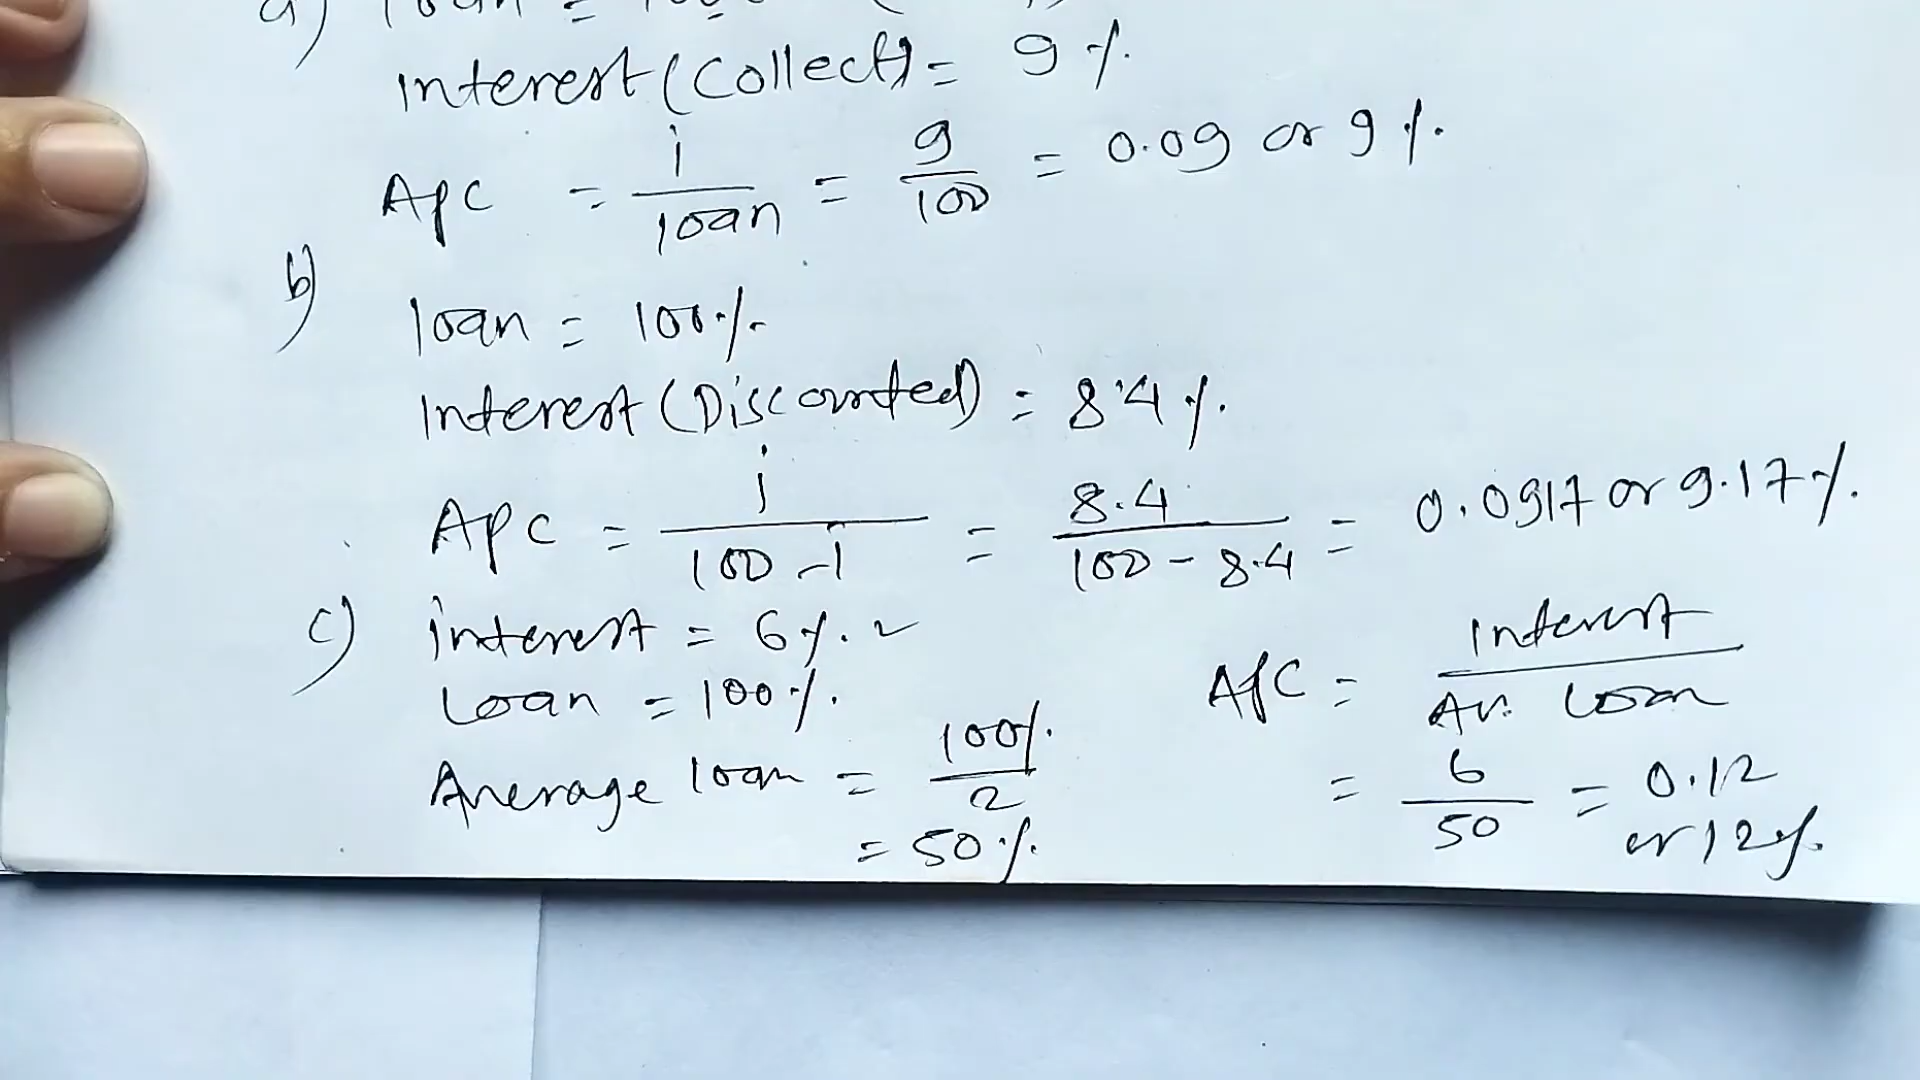 a) loan =
Interest (Collect) = 9%
APC = i / loan = 9 / 100 = 0.09 or 9%
b)
loan = 100%
Interest (Discounted) = 8.4%
APC = i / 100 - i = 8.4 / 100 - 8.4 = 0.0917 or 9.17%
c) interest = 6%
Loan = 100%
Average loan = 100% / 2
= 50%
APC = Interest / Av. Loan
= 6 / 50 = 0.12
or 12%